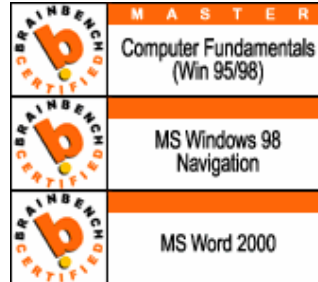 MASTER
BRAINBENCH CERTIFIED
b!
Computer Fundamentals
(Win 95/98)
BRAINBENCH CERTIFIED
b!
MS Windows 98
Navigation
BRAINBENCH CERTIFIED
b!
MS Word 2000